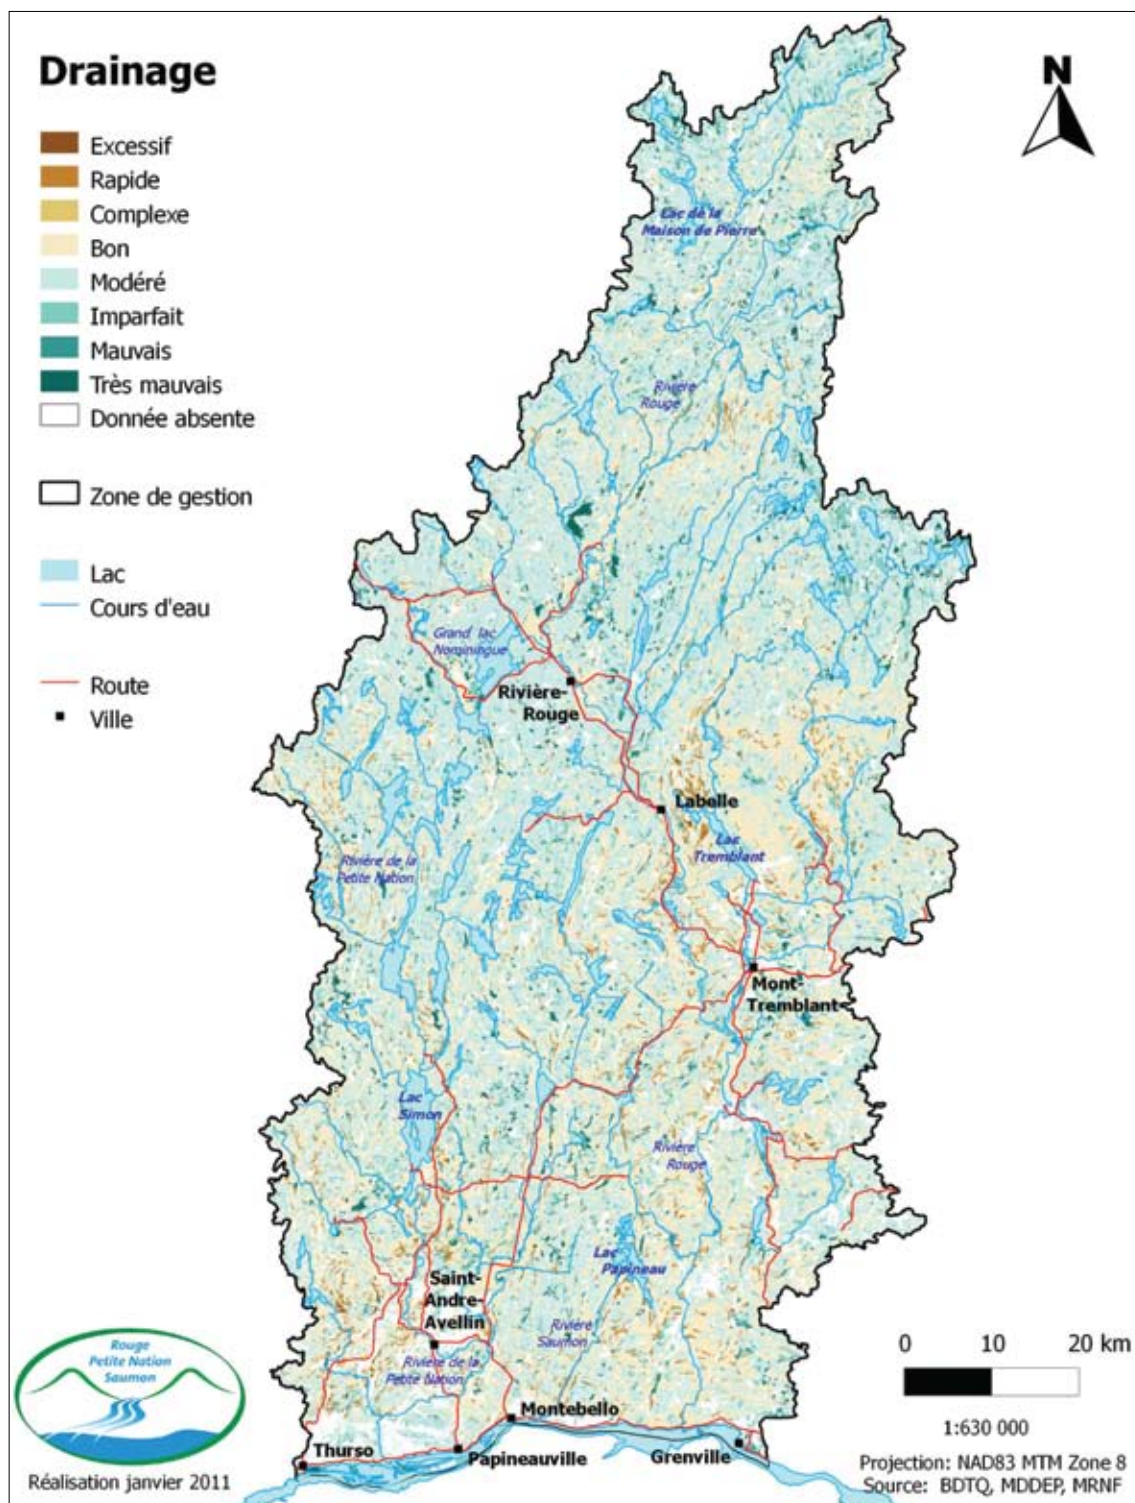 Drainage
N
Excessif
Rapide
Complexe
Bon
Modéré
Imparfait
Mauvais
Très mauvais
Donnée absente
Zone de gestion
Lac
Cours d'eau
Route
Ville
Lac de la
Maison de Pierre
Rivière
Rouge
Grand lac
Nominingue
Rivière-
Rouge
Labelle
Lac
Tremblant
Rivière de la
Petite Nation
Mont-
Tremblant
Lac
Simon
Rivière
Rouge
Lac
Papineau
Saint-
Andre-
Avellin
Rivière
Saumon
Rivière de la
Petite Nation
Montebello
Thurso
Papineauville
Grenville
Rouge
Petite Nation
Saumon
Réalisation janvier 2011
0 10 20 km
1:630 000
Projection: NAD83 MTM Zone 8
Source: BDTQ, MDDEP, MRNF